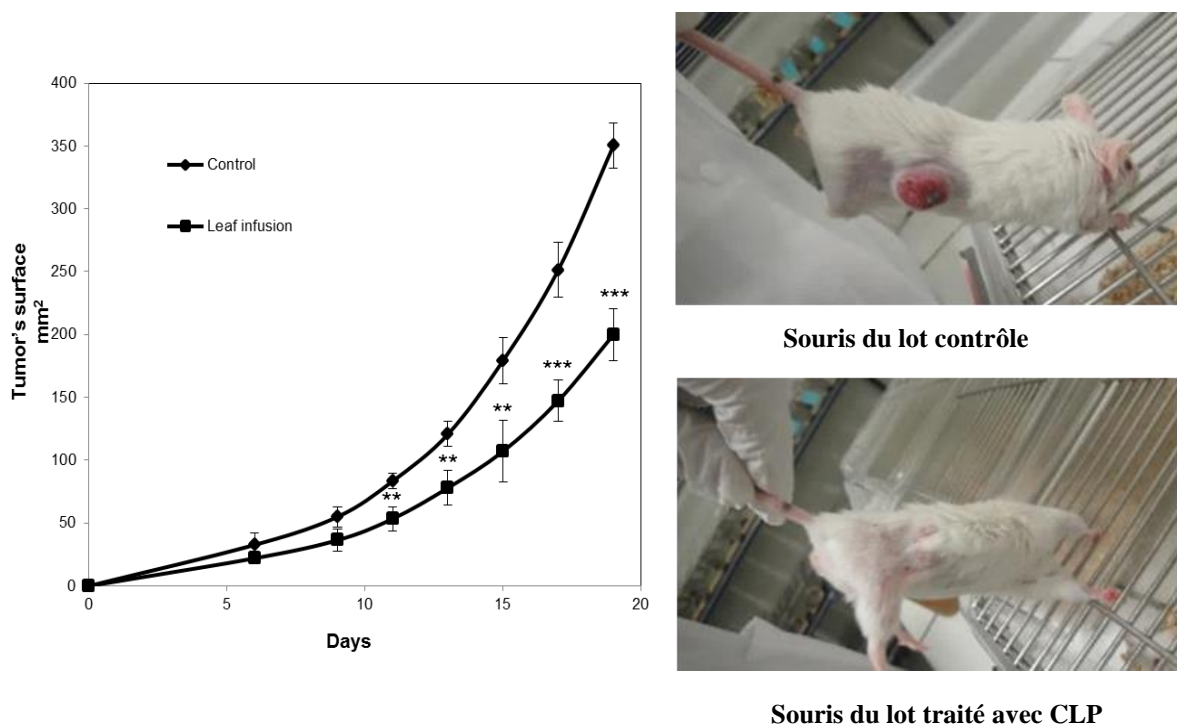 400
350
300
250
200
150
100
50
0
Tumor's surface
mm²
Control
Leaf infusion
**
**
**
***
***
0
5
10
15
20
Days
Souris du lot contrôle
Souris du lot traité avec CLP